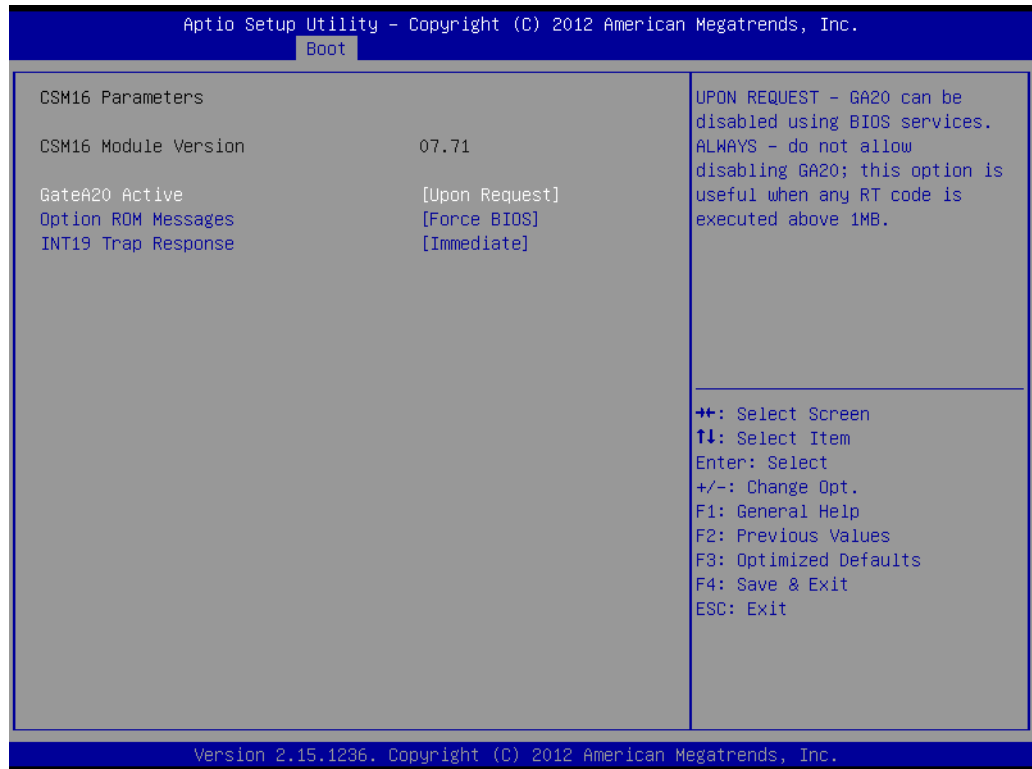 Aptio Setup Utility – Copyright (C) 2012 American Megatrends, Inc.
Boot
CSM16 Parameters
CSM16 Module Version 07.71
GateA20 Active [Upon Request]
Option ROM Messages [Force BIOS]
INT19 Trap Response [Immediate]
UPON REQUEST – GA20 can be
disabled using BIOS services.
ALWAYS – do not allow
disabling GA20; this option is
useful when any RT code is
executed above 1MB.
→←: Select Screen
↑↓: Select Item
Enter: Select
+/-: Change Opt.
F1: General Help
F2: Previous Values
F3: Optimized Defaults
F4: Save & Exit
ESC: Exit
Version 2.15.1236. Copyright (C) 2012 American Megatrends, Inc.